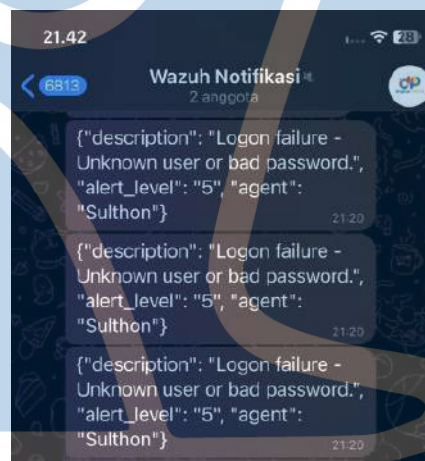 21.42
28
6813
Wazuh Notifikasi
2 anggota
{"description": "Logon failure -
Unknown user or bad password.",
"alert_level": "5", "agent":
"Sulthon"}
21:20
{"description": "Logon failure -
Unknown user or bad password.",
"alert_level": "5", "agent":
"Sulthon"}
21:20
{"description": "Logon failure -
Unknown user or bad password.",
"alert_level": "5", "agent":
"Sulthon"}
21:20